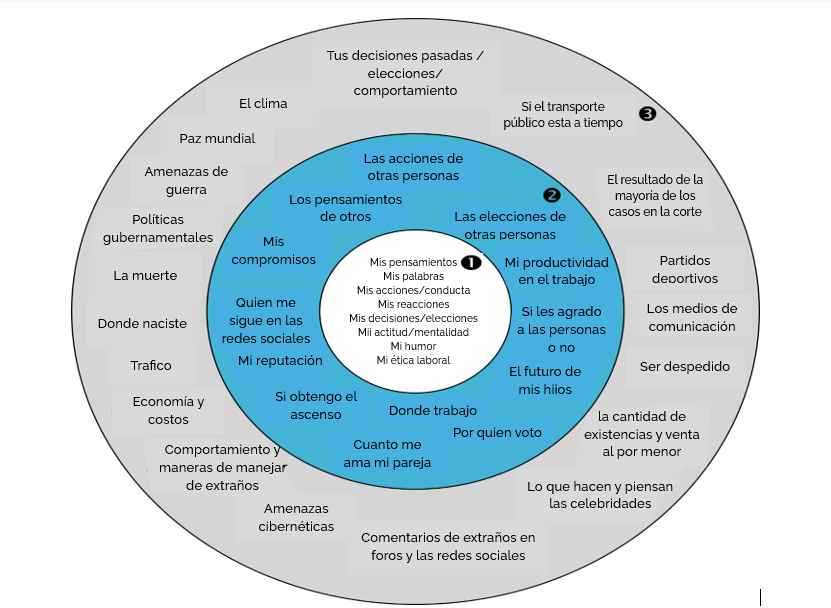 Tus decisiones pasadas /
elecciones/
comportamiento
El clima
Si el transporte
público esta a tiempo
❸
Paz mundial
Amenazas de
guerra
El resultado de la
mayoría de los
casos en la corte
Políticas
gubernamentales
Partidos
deportivos
La muerte
Los medios de
comunicación
Donde naciste
Ser despedido
Trafico
Economía y
costos
la cantidad de
existencias y venta
al por menor
Comportamiento y
maneras de manejar
de extraños
Lo que hacen y piensan
las celebridades
Amenazas
cibernéticas
Comentarios de extraños en
foros y las redes sociales
Las acciones de
otras personas
❷
Los pensamientos
de otros
Las elecciones de
otras personas
Mis
compromisos
Mi productividad
en el trabajo
Quien me
sigue en las
redes sociales
Si les agrado
a las personas
o no
Mi reputación
El futuro de
mis hijos
Si obtengo el
ascenso
Donde trabajo
Por quien voto
Cuanto me
ama mi pareja
Mis pensamientos ❶
Mis palabras
Mis acciones/conducta
Mis reacciones
Mis decisiones/elecciones
Mii actitud/mentalidad
Mi humor
Mi ética laboral